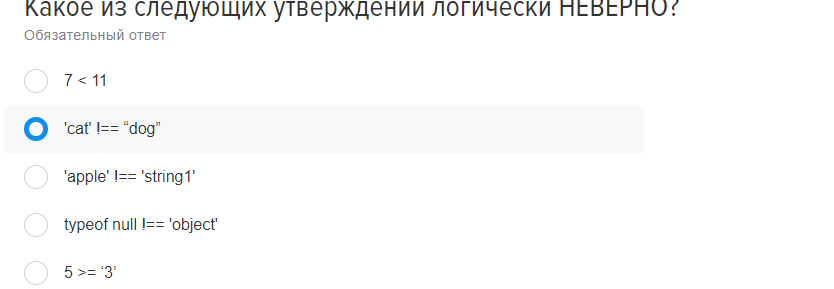 Какое из следующих утверждений логически НЕВЕРНО?
Обязательный ответ
7 < 11
'cat' !== “dog”
'apple' !== 'string1'
typeof null !== 'object'
5 >= ‘3’